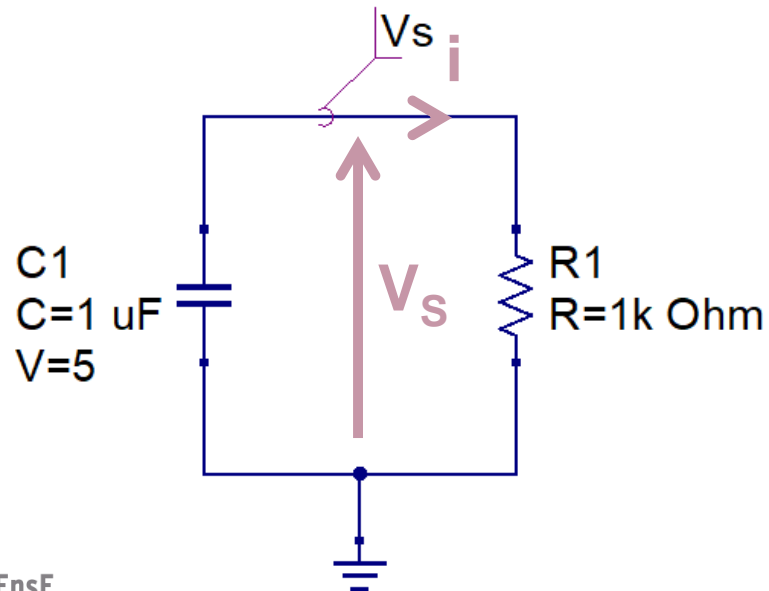 Vs
i
C1
C=1 uF
V=5
VS
R1
R=1k Ohm